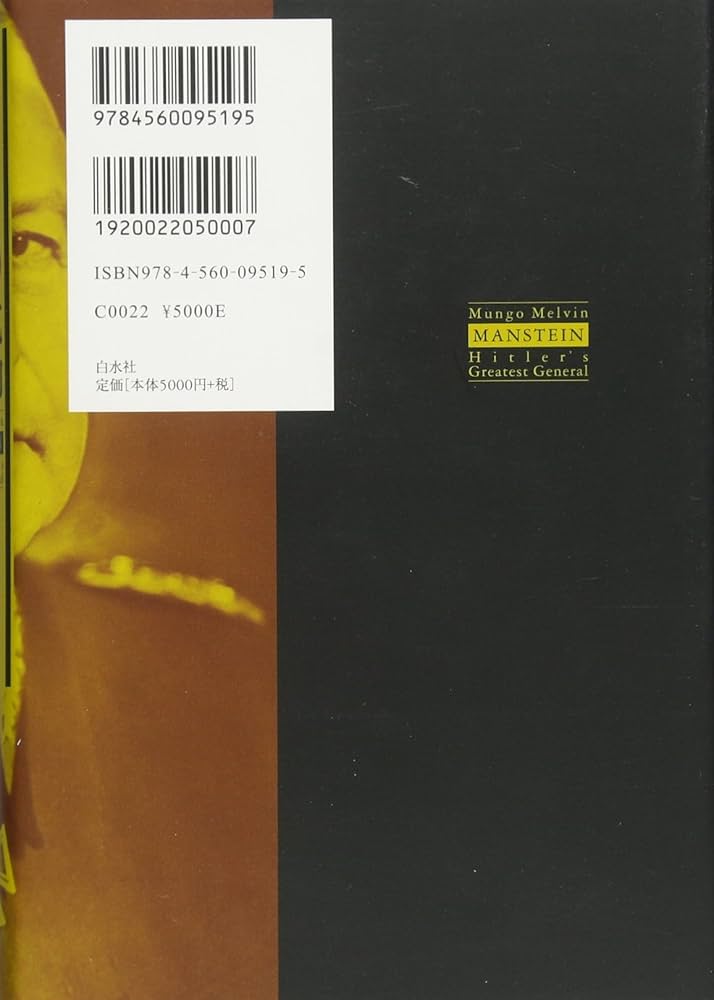 9784560095195
1920022050007
ISBN978-4-560-09519-5
C0022 ¥5000E
白水社
定価[本体5000円+税]
Mungo Melvin
MANSTEIN
Hitler's
Greatest General